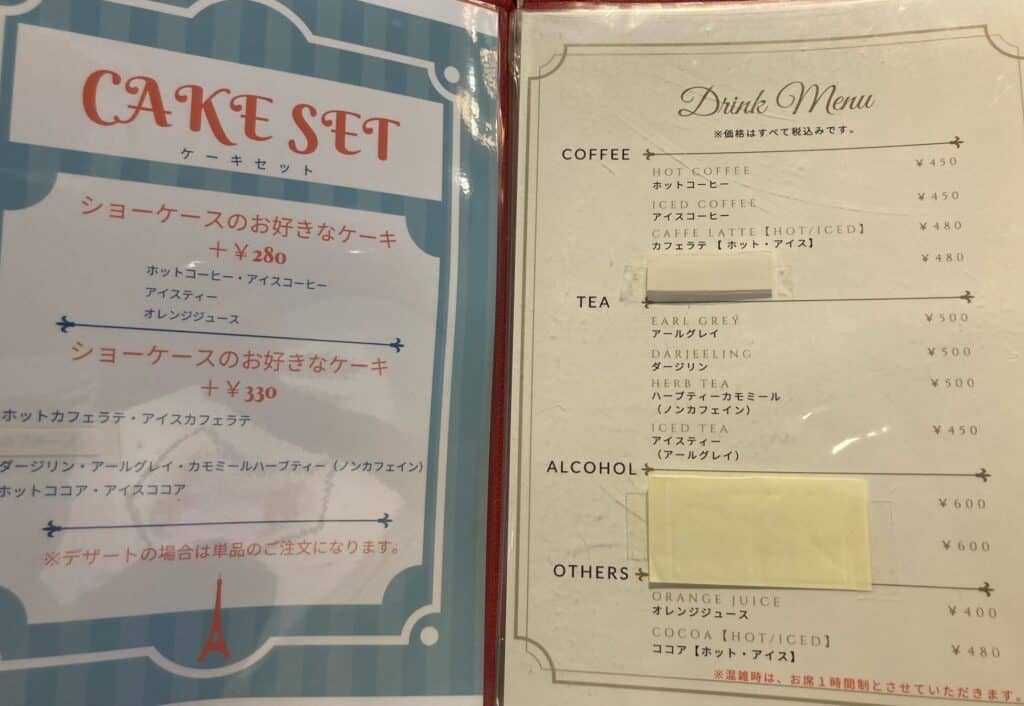 CAKE SET
ケーキセット
ショーケースのお好きなケーキ
＋￥280
ホットコーヒー・アイスコーヒー
アイスティー
オレンジジュース
ショーケースのお好きなケーキ
＋￥330
ホットカフェラテ・アイスカフェラテ
ダージリン・アールグレイ・カモミールハーブティー（ノンカフェイン）
ホットココア・アイスココア
※デザートの場合は単品のご注文になります。
Drink Menu
※価格はすべて税込みです。
COFFEE
HOT COFFEE ￥450
ホットコーヒー
ICED COFFEE ￥450
アイスコーヒー
CAFFE LATTE【HOT/ICED】 ￥480
カフェラテ 【 ホット・アイス】
￥480
TEA
EARL GREY ￥500
アールグレイ
DARJEELING ￥500
ダージリン
HERB TEA ￥500
ハーブティーカモミール
（ノンカフェイン）
ICED TEA ￥450
アイスティー
（アールグレイ）
ALCOHOL
￥600
￥600
OTHERS
ORANGE JUICE ￥400
オレンジジュース
COCOA【HOT/ICED】 ￥480
ココア【ホット・アイス】
※混雑時は、お席１時間制とさせていただきます。